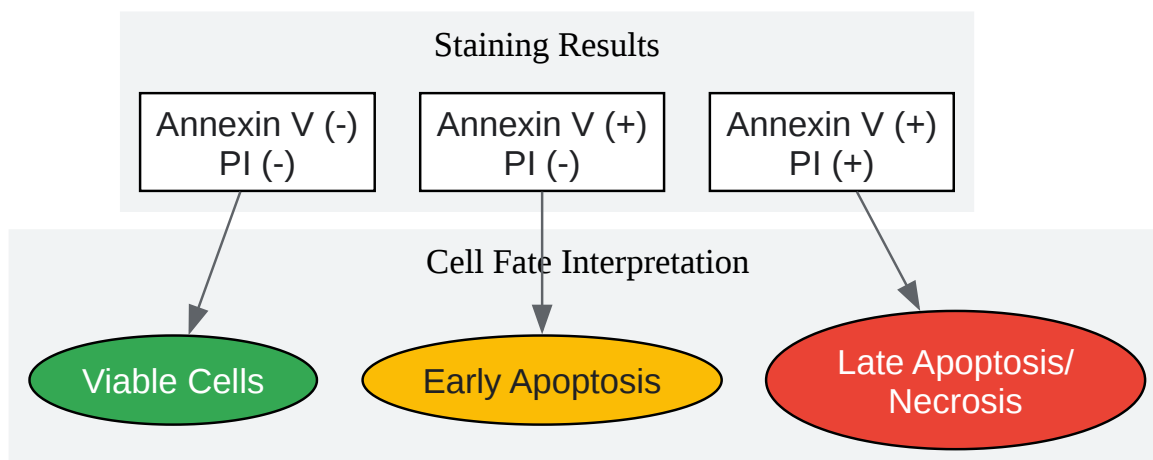 Staining Results
Annexin V (-)
PI (-)
Annexin V (+)
PI (-)
Annexin V (+)
PI (+)
Cell Fate Interpretation
Viable Cells
Early Apoptosis
Late Apoptosis/
Necrosis